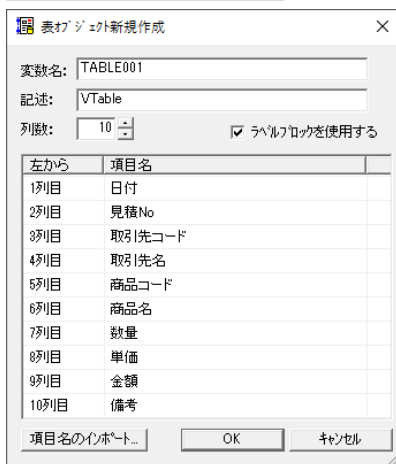 表ｵﾌﾞｼﾞｪｸﾄ新規作成
変数名: TABLE001
記述: VTable
列数: 10 ラベルブロックを使用する
左から 項目名
1列目 日付
2列目 見積No
3列目 取引先コード
4列目 取引先名
5列目 商品コード
6列目 商品名
7列目 数量
8列目 単価
9列目 金額
10列目 備考
項目名のインポート... OK キャンセル